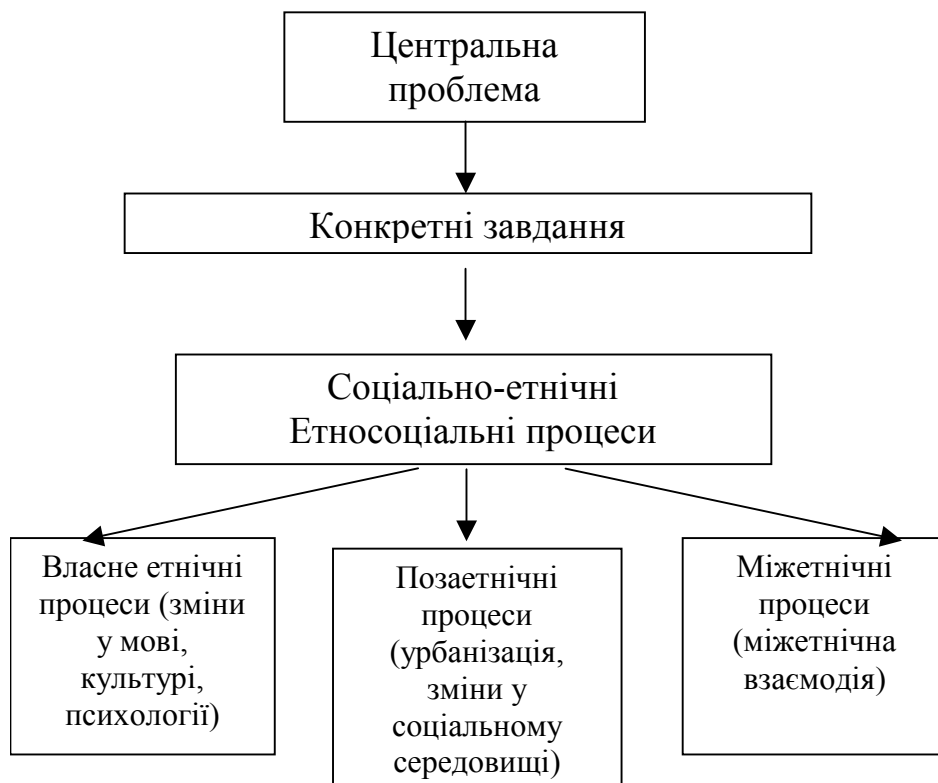 Центральна
проблема
Конкретні завдання
Соціально-етнічні
Етносоціальні процеси
Власне етнічні
процеси (зміни
у мові,
культурі,
психології)
Позаетнічні
процеси
(урбанізація,
зміни у
соціальному
середовищі)
Міжетнічні
процеси
(міжетнічна
взаємодія)